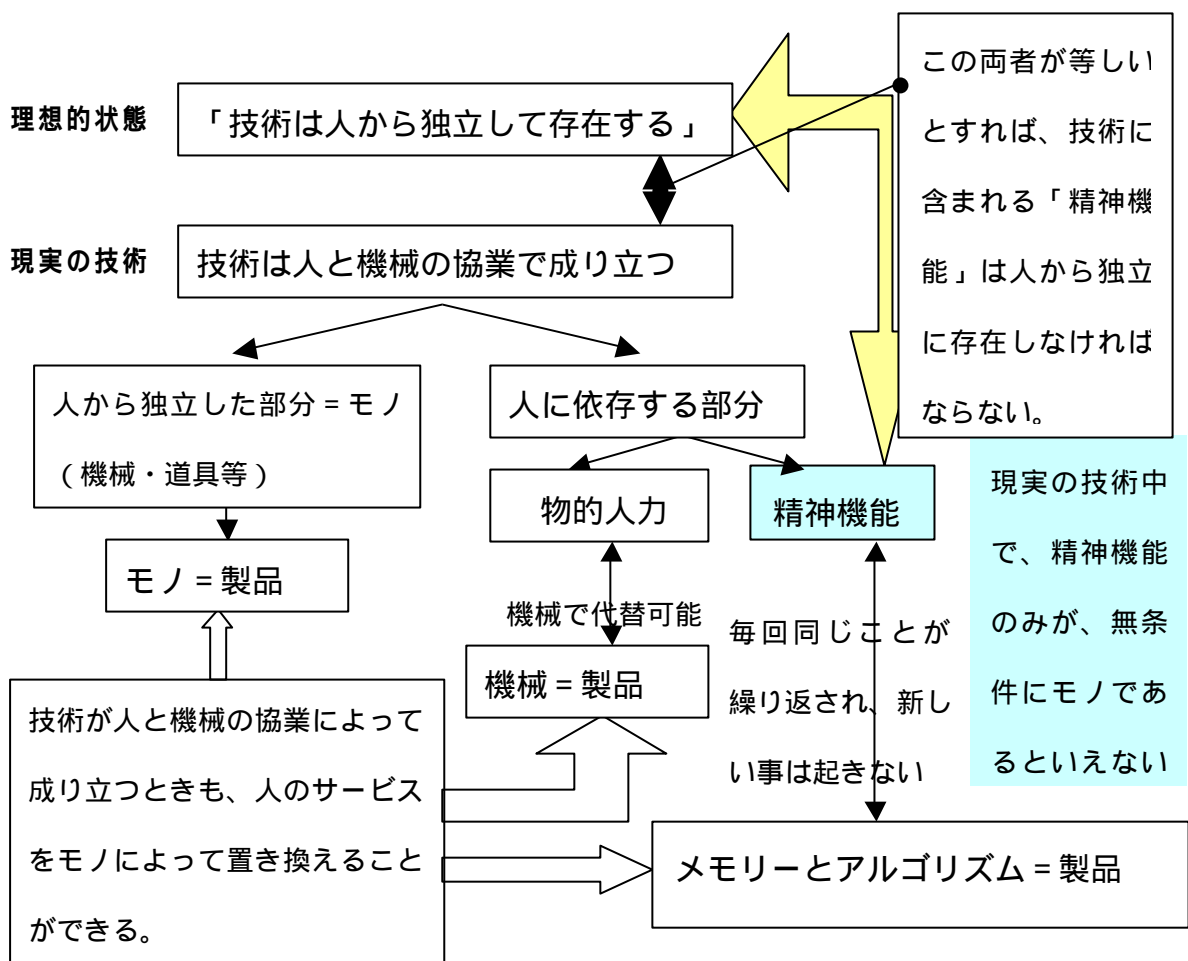 理想的状態
「技術は人から独立して存在する」
現実の技術
技術は人と機械の協業で成り立つ
この両者が等しい
とすれば、技術に
含まれる「精神機
能」は人から独立
に存在しなければ
ならない。
人から独立した部分=モノ
(機械・道具等)
人に依存する部分
物的人力
精神機能
モノ=製品
機械で代替可能
機械=製品
毎回同じことが
繰り返され、新し
い事は起きない
現実の技術中
で、精神機能
のみが、無条
件にモノであ
るといえない
技術が人と機械の協業によって
成り立つときも、人のサービス
をモノによって置き換えること
ができる。
メモリーとアルゴリズム=製品